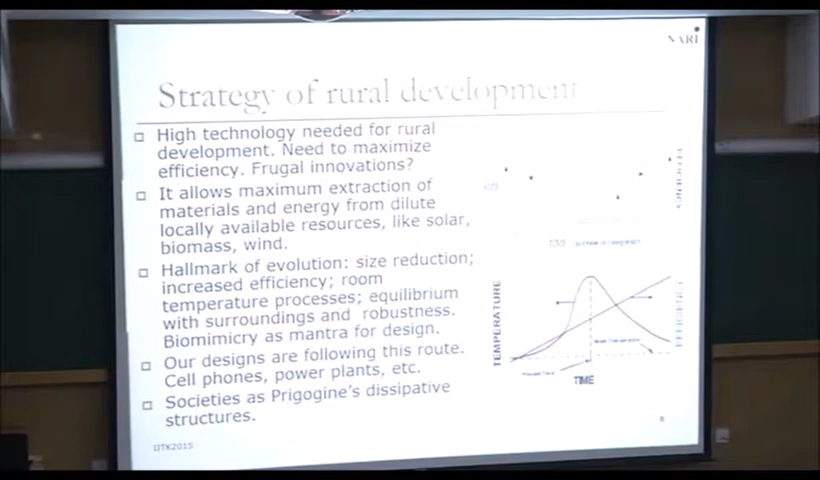 NARI
Strategy of rural development
High technology needed for rural
development. Need to maximize
efficiency. Frugal innovations?
It allows maximum extraction of
materials and energy from dilute
locally available resources, like solar,
biomass, wind.
Hallmark of evolution: size reduction;
increased efficiency; room
temperature processes; equilibrium
with surroundings and robustness.
Biomimicry as mantra for design.
Our designs are following this route.
Cell phones, power plants, etc.
Societies as Prigogine's dissipative
structures.
EFFICIENCY
TEMPERATURE
EFFICIENCY
TIME
IITK2015
8